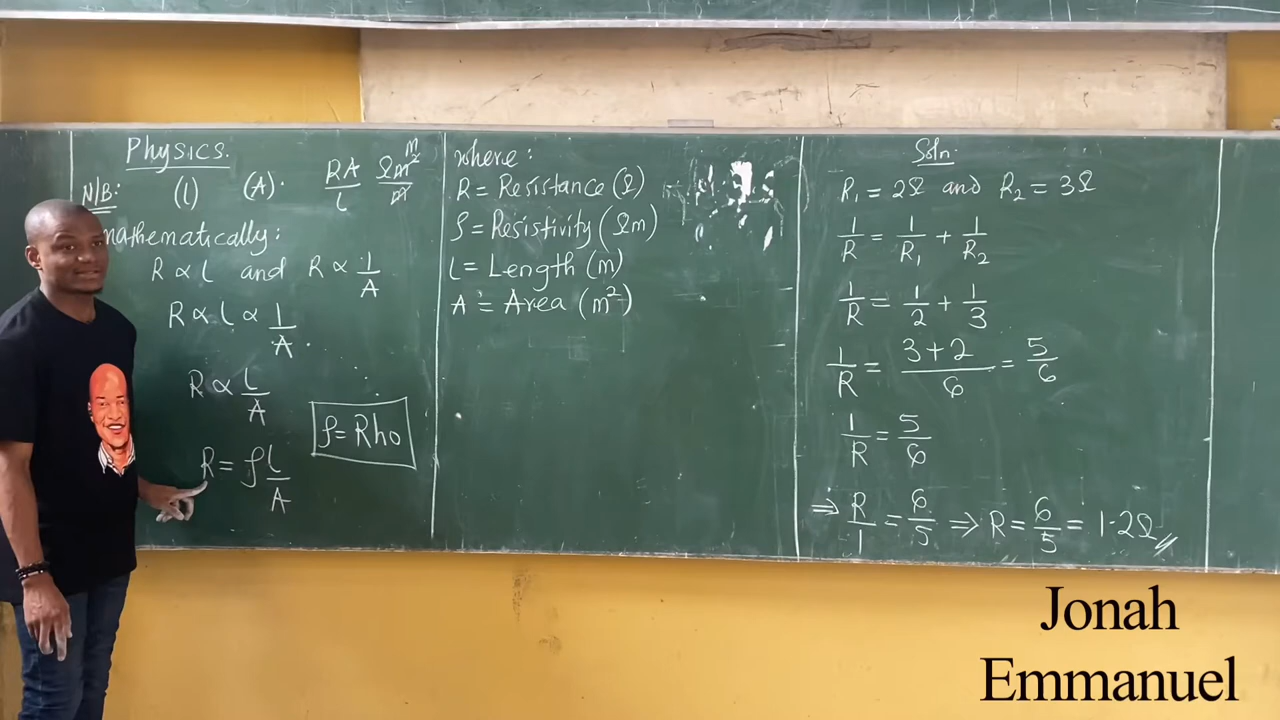 Physics.
N/B: (l) (A). RA/l Ωm²/m m
mathematically:
R ∝ l and R ∝ 1/A
R ∝ l ∝ 1/A.
R ∝ l/A
ρ = Rho
R = ρl/A
where:
R = Resistance (Ω)
ρ = Resistivity (Ωm)
l = Length (m)
A = Area (m²)
Soln.
R₁ = 2Ω and R₂ = 3Ω
1/R = 1/R₁ + 1/R₂
1/R = 1/2 + 1/3
1/R = 3+2/6 = 5/6
1/R = 5/6
⇒ R/1 = 6/5 ⇒ R = 6/5 = 1·2Ω
Jonah
Emmanuel